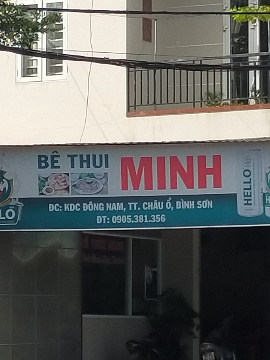 BÊ THUI MINH
ĐC: KDC ĐÔNG NAM, TT. CHÂU Ổ, BÌNH SƠN
ĐT: 0905.381.356
HELLO